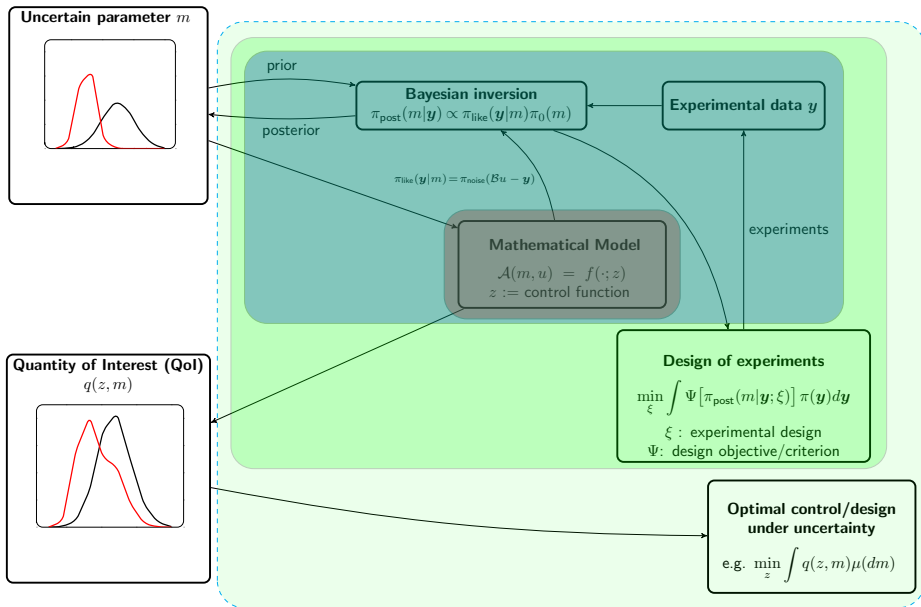 Uncertain parameter m
prior
posterior
Bayesian inversion
π_post(m|y) ∝ π_like(y|m)π_0(m)
Experimental data y
π_like(y|m) = π_noise(ℬu − y)
experiments
Mathematical Model
𝒜(m, u) = f(·; z)
z := control function
Quantity of Interest (QoI)
q(z, m)
Design of experiments
min_ξ ∫ Ψ[π_post(m|y; ξ)] π(y)dy
ξ : experimental design
Ψ: design objective/criterion
Optimal control/design
under uncertainty
e.g. min_z ∫ q(z, m)μ(dm)